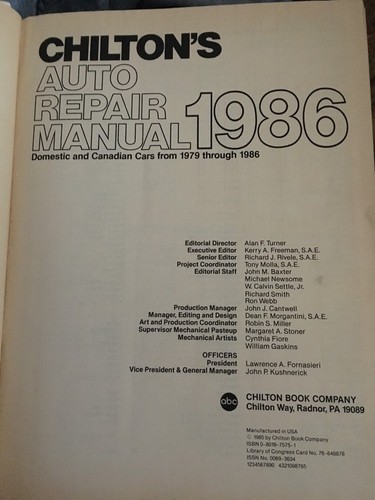 CHILTON'S
AUTO
REPAIR
MANUAL 1986
Domestic and Canadian Cars from 1979 through 1986
Editorial Director Alan F. Turner
Executive Editor Kerry A. Freeman, S.A.E.
Senior Editor Richard J. Rivele, S.A.E.
Project Coordinator Tony Molla, S.A.E.
Editorial Staff John M. Baxter
Michael Newsome
W. Calvin Settle, Jr.
Richard Smith
Ron Webb
Production Manager John J. Cantwell
Manager, Editing and Design Dean F. Morgantini, S.A.E.
Art and Production Coordinator Robin S. Miller
Supervisor Mechanical Pasteup Margaret A. Stoner
Mechanical Artists Cynthia Fiore
William Gaskins
OFFICERS
President Lawrence A. Fornasieri
Vice President & General Manager John P. Kushnerick
abc CHILTON BOOK COMPANY
Chilton Way, Radnor, PA 19089
Manufactured in USA
© 1985 by Chilton Book Company
ISBN 0-8019-7575-1
Library of Congress Card No. 76-648878
ISSN No. 0069-3634
1234567890 4321098765